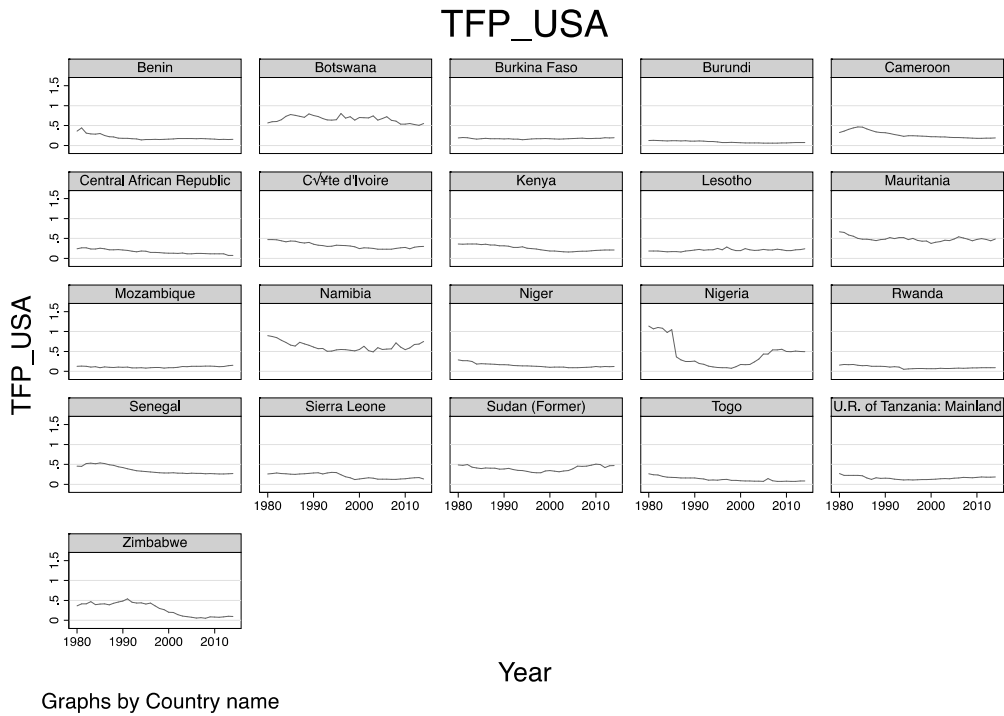 TFP_USA
Benin Botswana Burkina Faso Burundi Cameroon
0 .5 1 1.5
Central African Republic C√¥te d'Ivoire Kenya Lesotho Mauritania
0 .5 1 1.5
Mozambique Namibia Niger Nigeria Rwanda
0 .5 1 1.5
Senegal Sierra Leone Sudan (Former) Togo U.R. of Tanzania: Mainland
0 .5 1 1.5
1980 1990 2000 2010 1980 1990 2000 2010 1980 1990 2000 2010 1980 1990 2000 2010
Zimbabwe
0 .5 1 1.5
1980 1990 2000 2010
TFP_USA
Year
Graphs by Country name